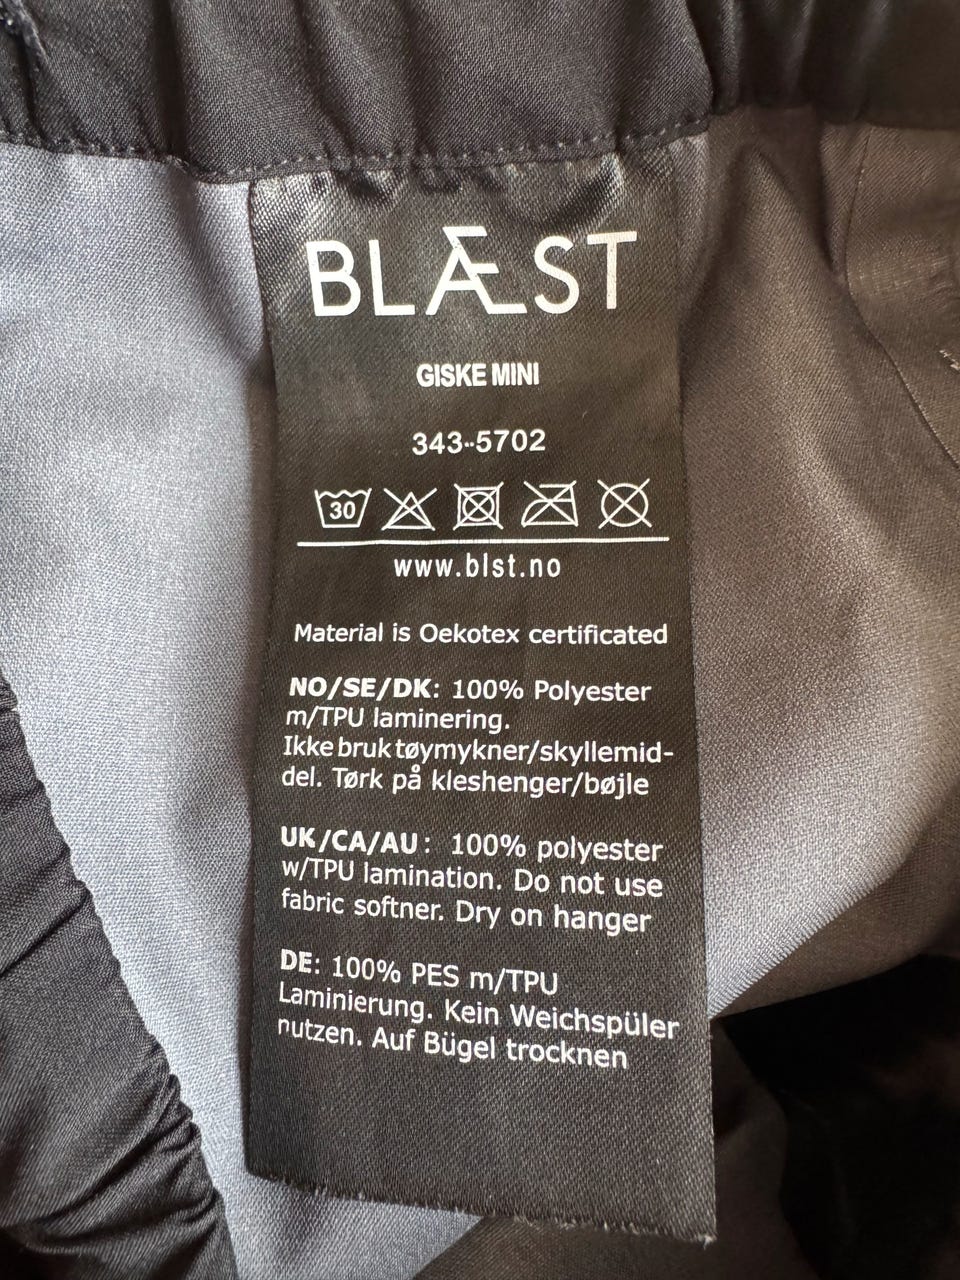 BLÆST
GISKE MINI
343-5702
30
www.blst.no
Material is Oekotex certificated
NO/SE/DK: 100% Polyester
m/TPU laminering.
Ikke bruk tøymykner/skyllemid-
del. Tørk på kleshenger/bøjle
UK/CA/AU: 100% polyester
w/TPU lamination. Do not use
fabric softner. Dry on hanger
DE: 100% PES m/TPU
Laminierung. Kein Weichspüler
nutzen. Auf Bügel trocknen